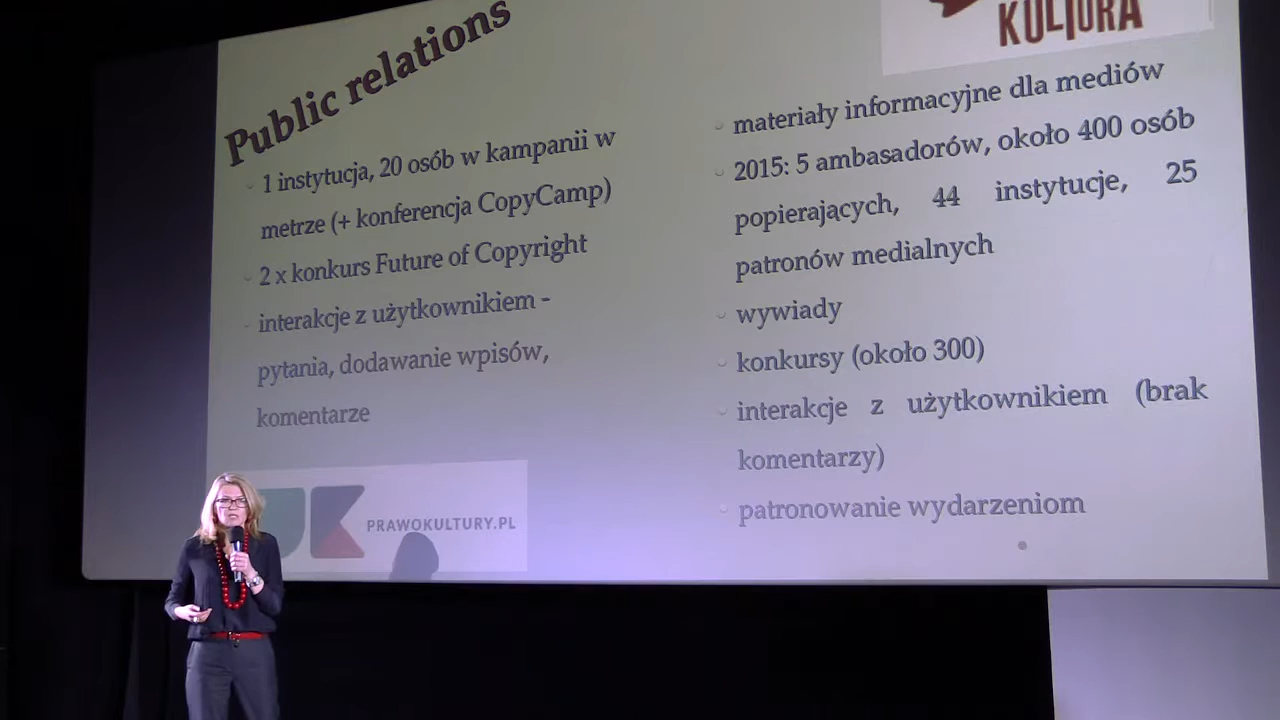 Public relations
1 instytucja, 20 osób w kampanii w
metrze (+ konferencja CopyCamp)
2 x konkurs Future of Copyright
interakcje z użytkownikiem -
pytania, dodawanie wpisów,
komentarze
PRAWOKULTURY.PL
KULTURA
materiały informacyjne dla mediów
2015: 5 ambasadorów, około 400 osób
popierających, 44 instytucje, 25
patronów medialnych
wywiady
konkursy (około 300)
interakcje z użytkownikiem (brak
komentarzy)
patronowanie wydarzeniom